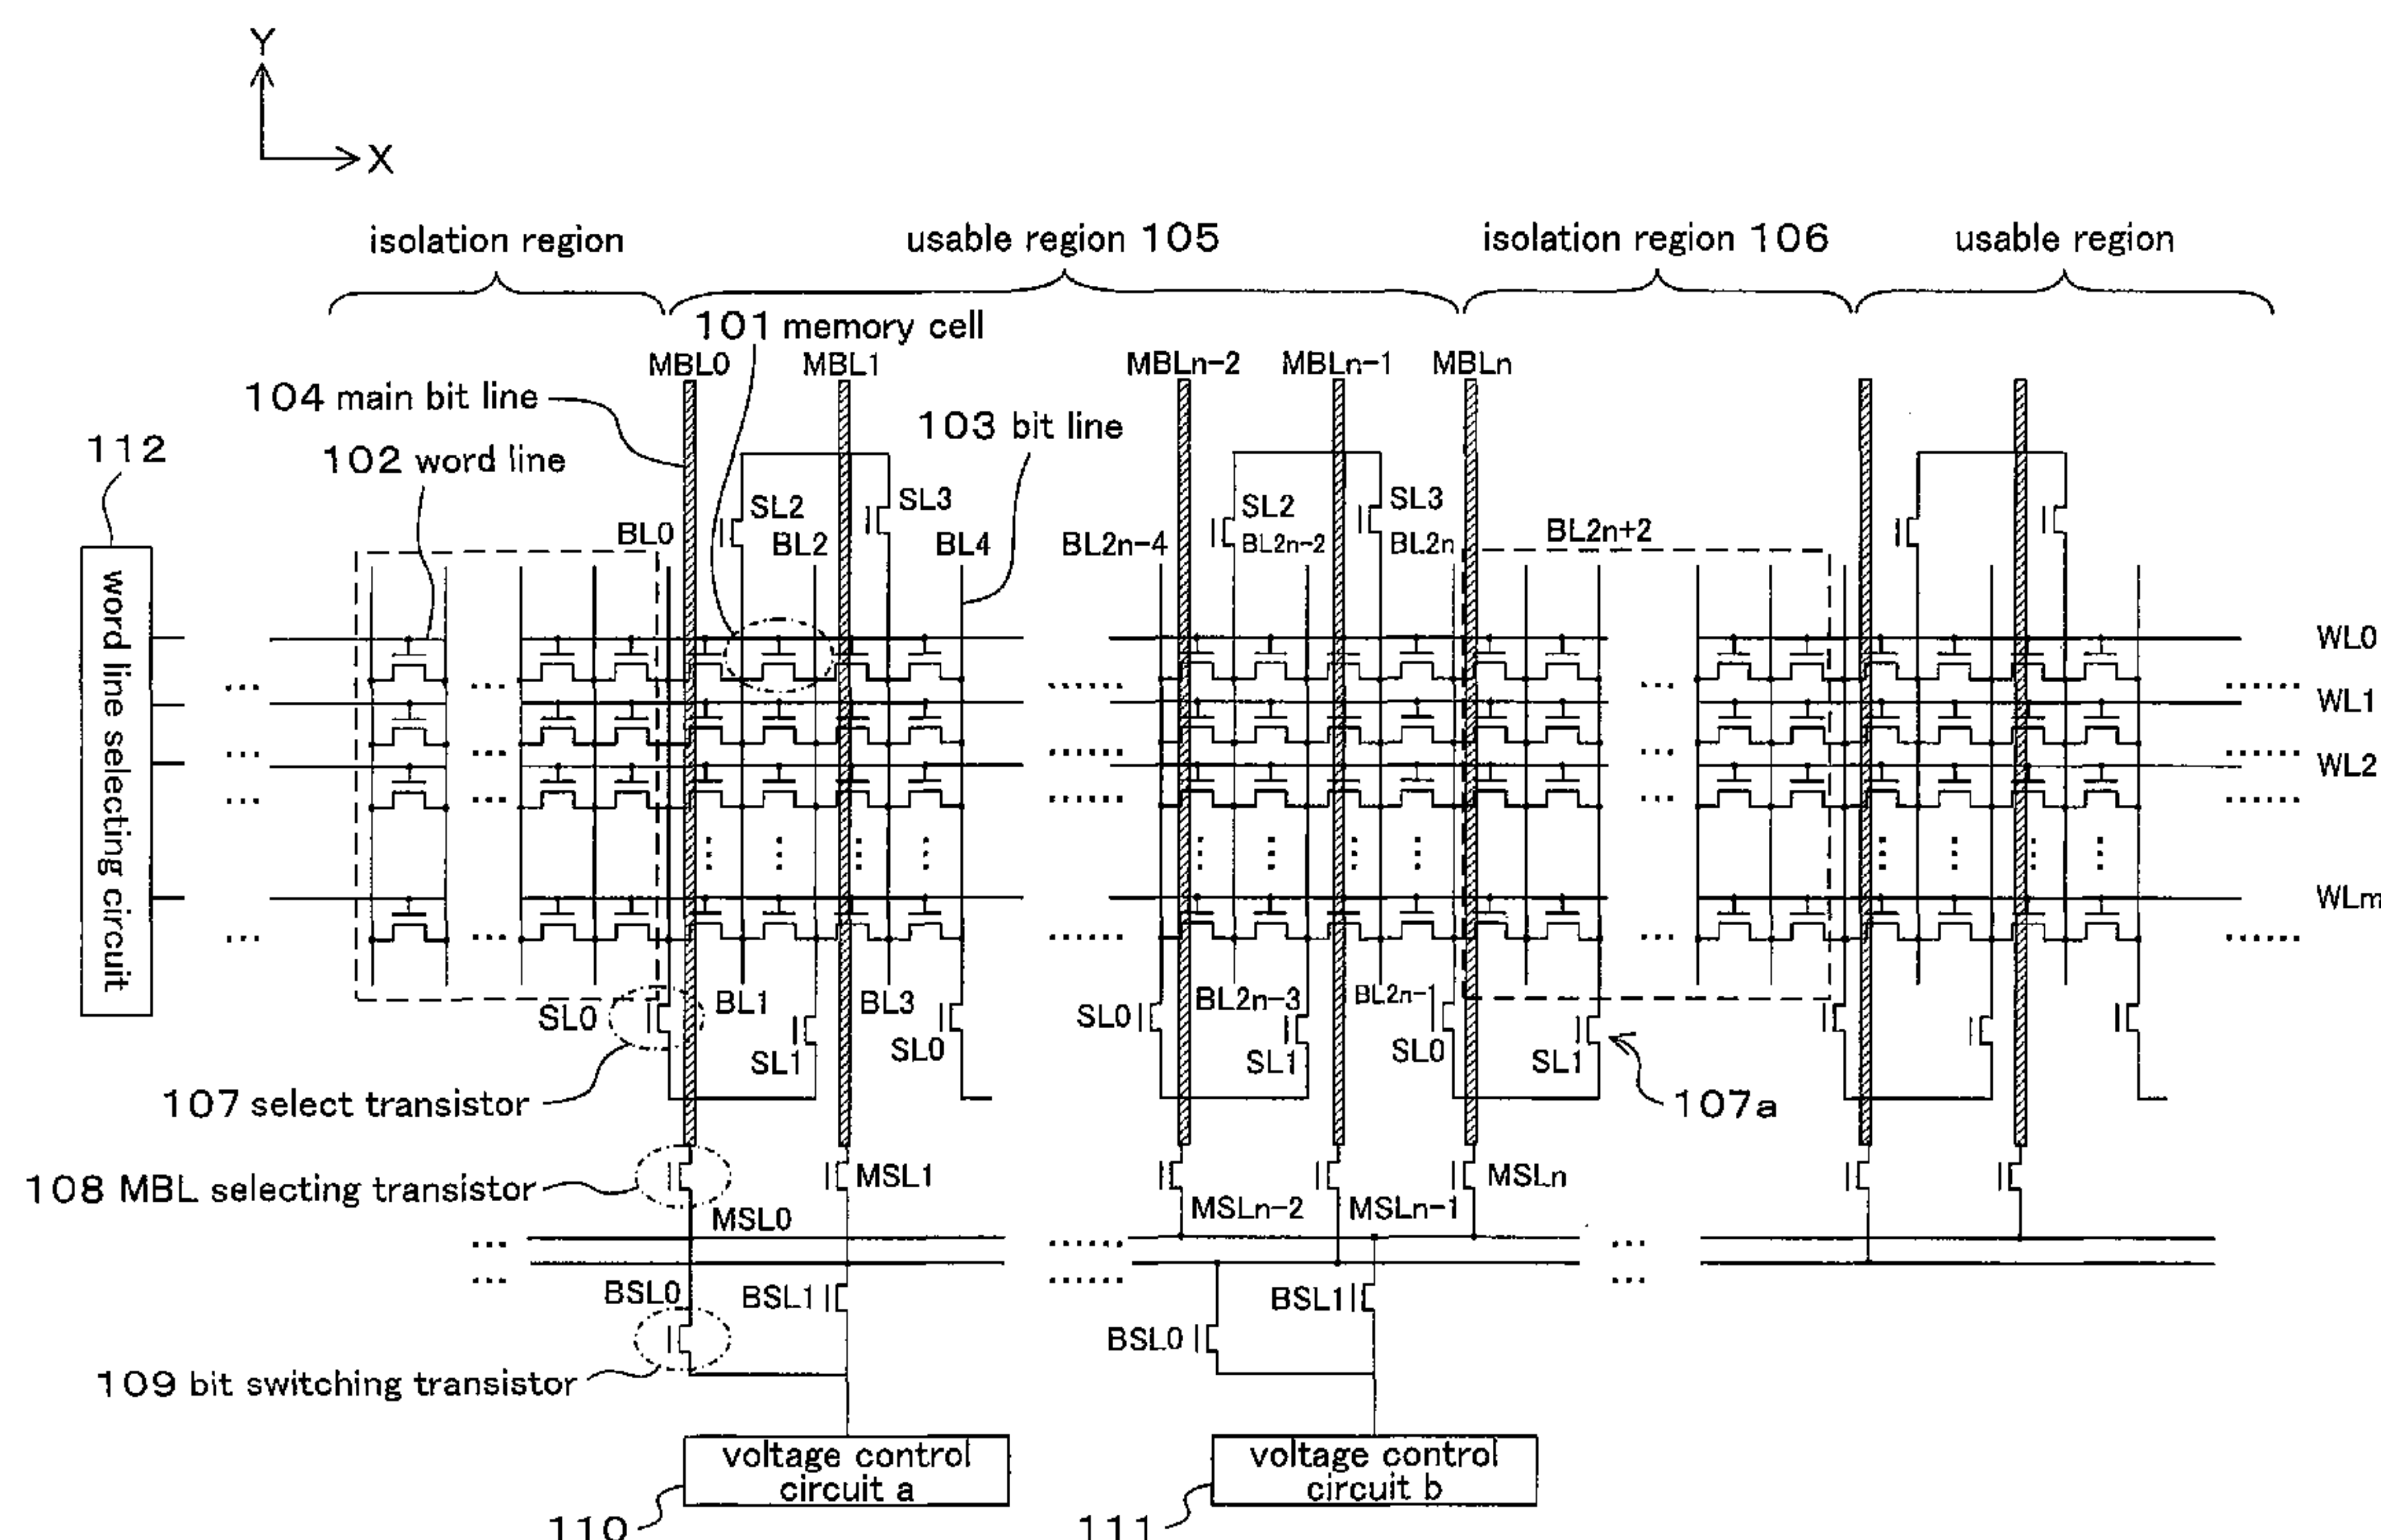 Y
X
isolation region
usable region 105
isolation region 106
usable region
101 memory cell
MBL0
MBL1
MBLn-2
MBLn-1
MBLn
104 main bit line
103 bit line
112
102 word line
SL2
SL3
SL2
SL3
BL0
BL2
BL4
BL2n-4
BL2n-2
BL2n
BL2n+2
word line selecting circuit
WL0
...
...
......
...
......
WL1
...
...
......
...
......
WL2
...
...
......
...
......
WLm
...
...
......
...
......
SL0
BL1
BL3
SL0
BL2n-3
BL2n-1
SL1
SL0
SL1
SL0
SL1
107 select transistor
107a
108 MBL selecting transistor
MSL1
MSLn
MSL0
MSLn-2
MSLn-1
...
......
...
...
......
...
BSL0
BSL1
BSL1
BSL0
109 bit switching transistor
voltage control
circuit a
voltage control
circuit b
110
111